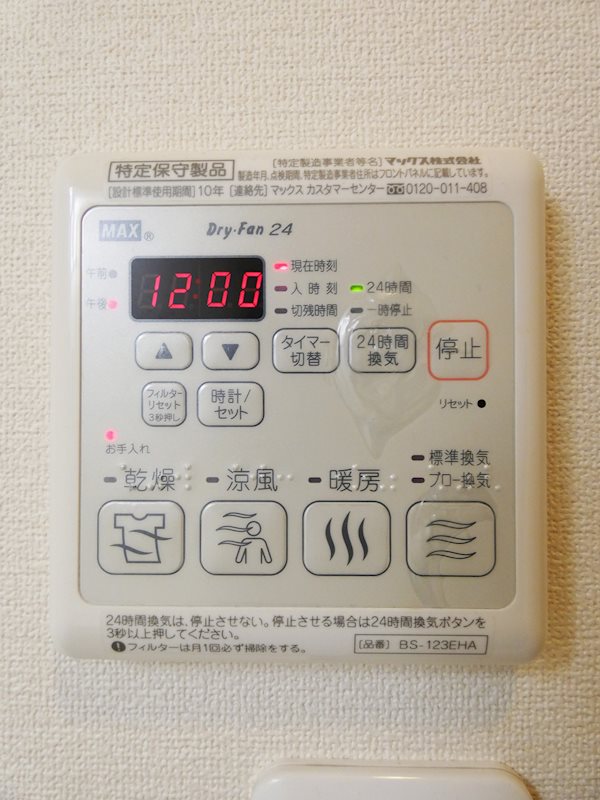 特定保守製品 [特定製造事業者等名] マックス株式会社
製造年月、点検期間、特定製造事業者住所はフロントパネルに記載しています。
[設計標準使用期間] 10年 [連絡先] マックス カスタマーセンター 0120-011-408
MAX® Dry・Fan 24
午前
午後
12:00
現在時刻
入時刻 24時間
切残時間 一時停止
▲ ▼ タイマー切替 24時間換気 停止
フィルターリセット3秒押し 時計/セット リセット
お手入れ
標準換気
乾燥 涼風 暖房 ブロー換気
24時間換気は、停止させない。停止させる場合は24時間換気ボタンを
3秒以上押してください。
フィルターは月1回必ず掃除をする。 [品番] BS-123EHA